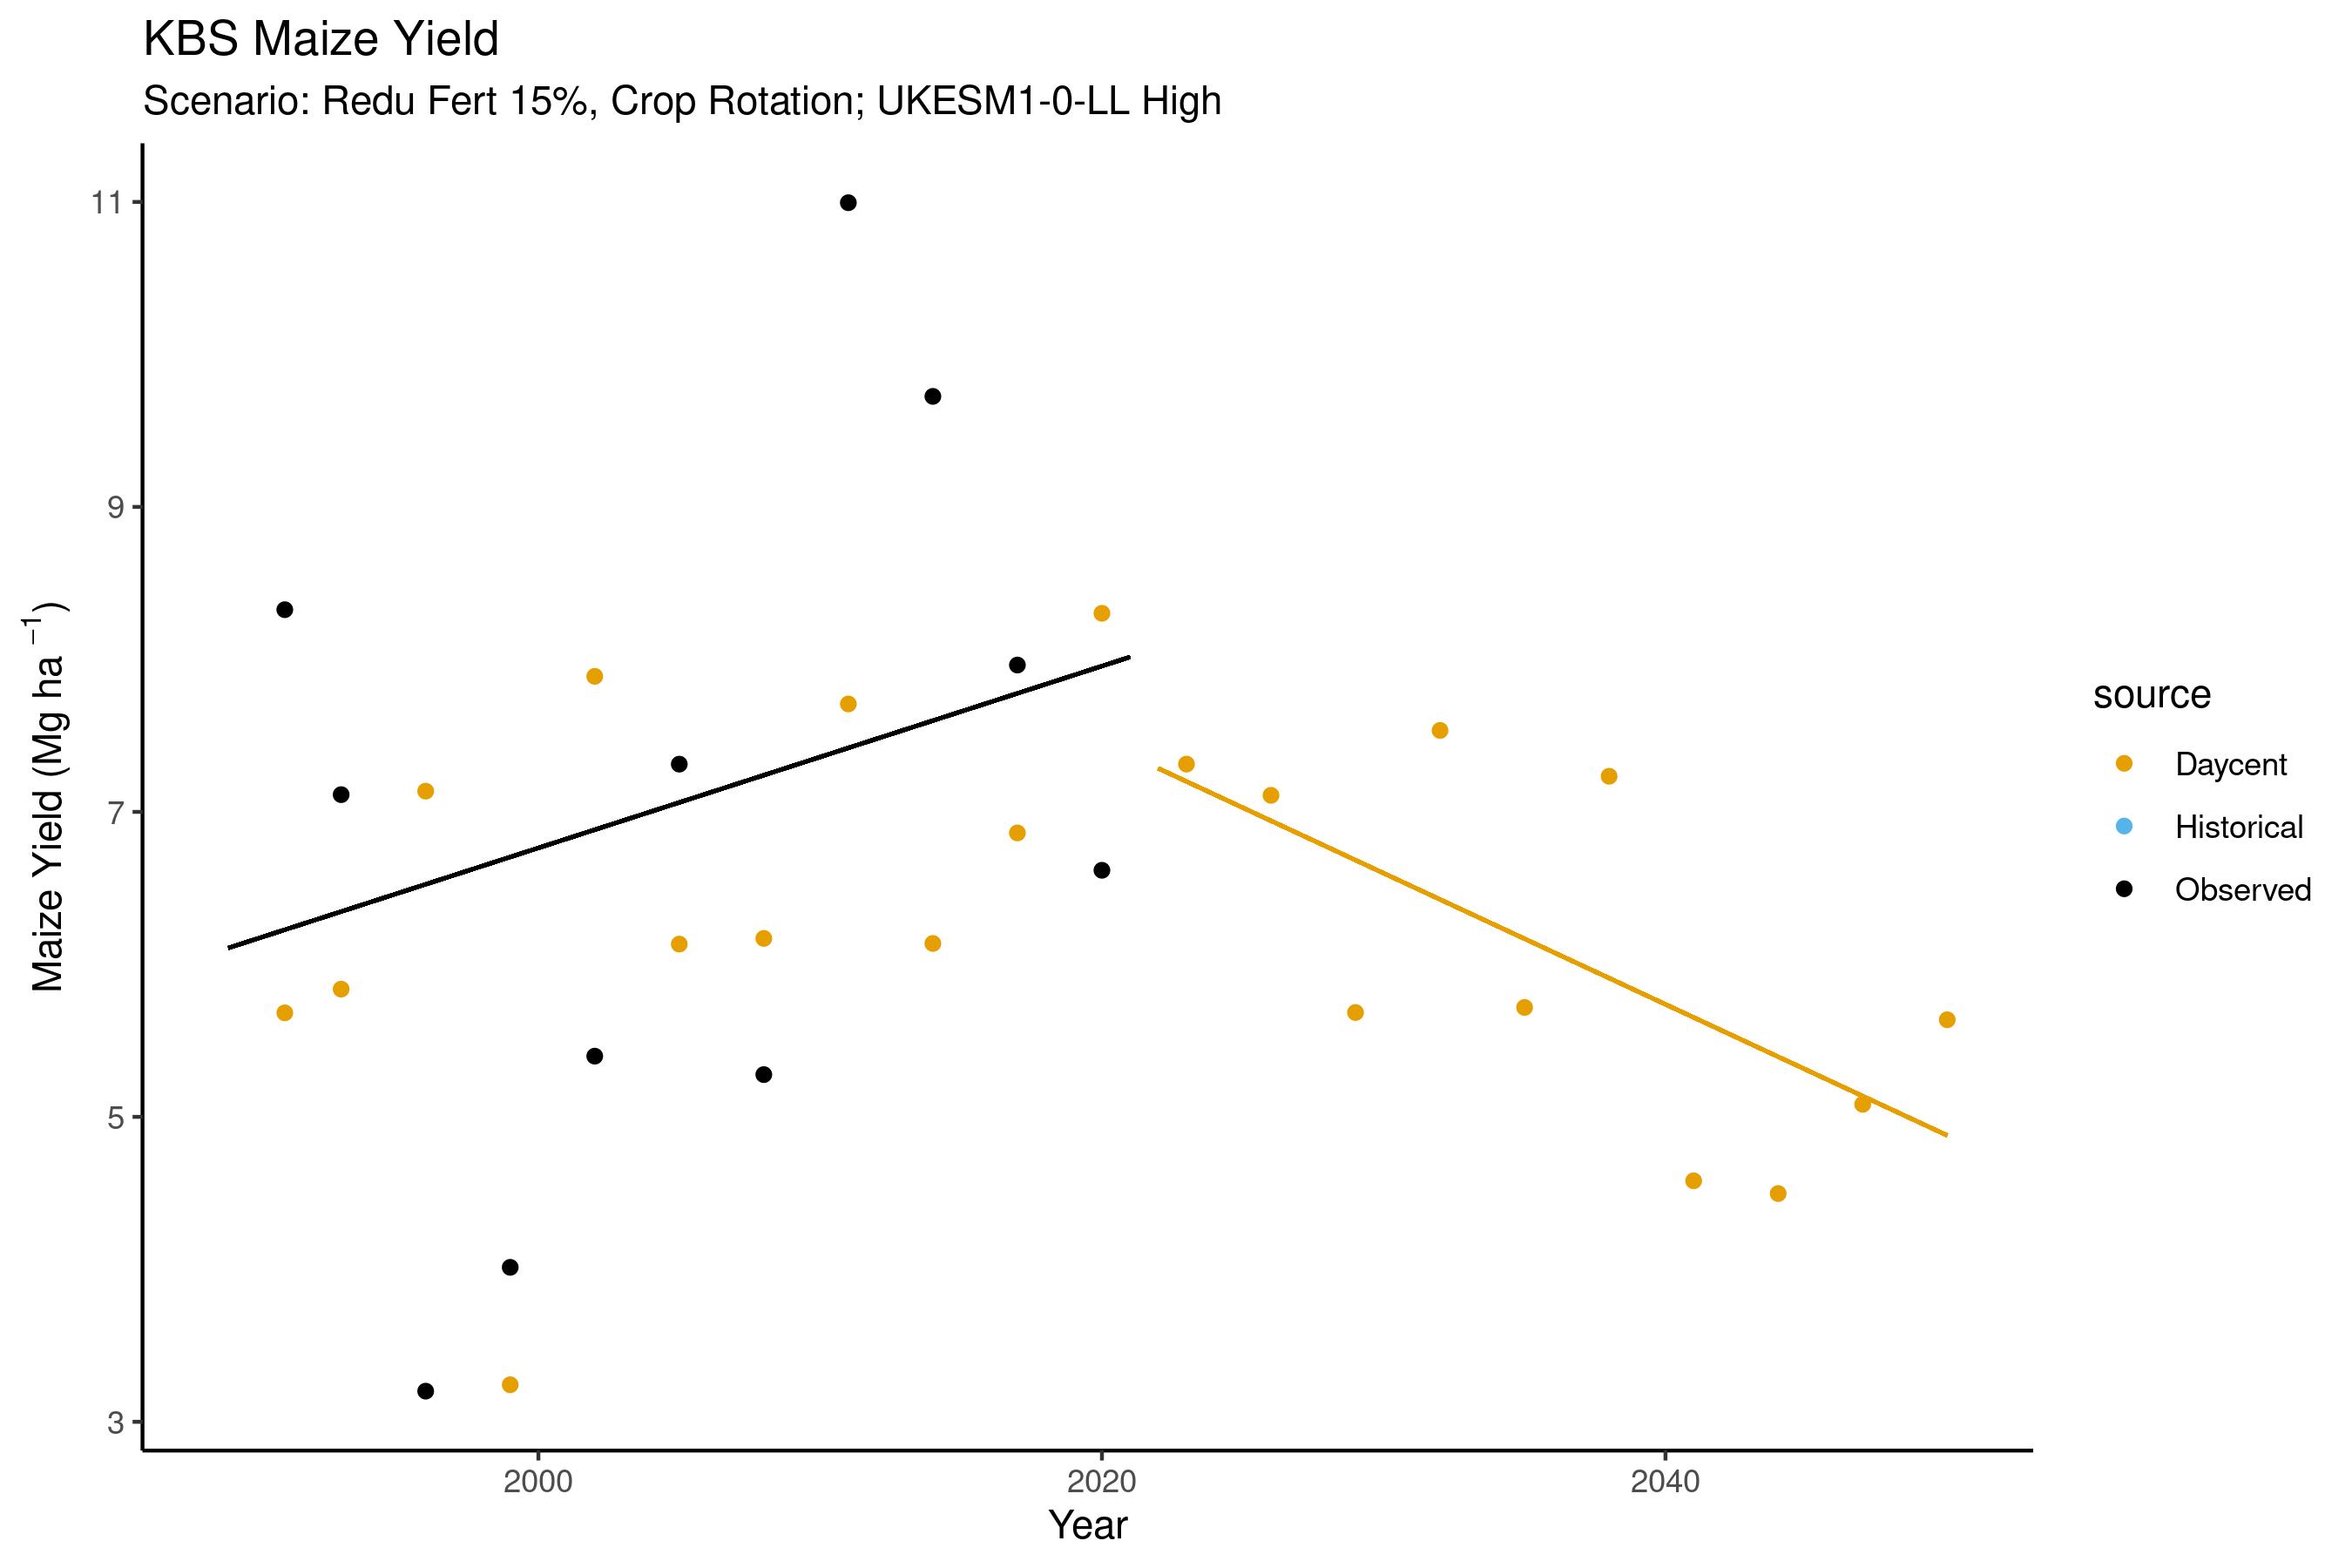 KBS Maize Yield
Scenario: Redu Fert 15%, Crop Rotation; UKESM1-0-LL High
Maize Yield (Mg ha −1)
11
9
7
5
3
2000
2020
2040
Year
source
Daycent
Historical
Observed